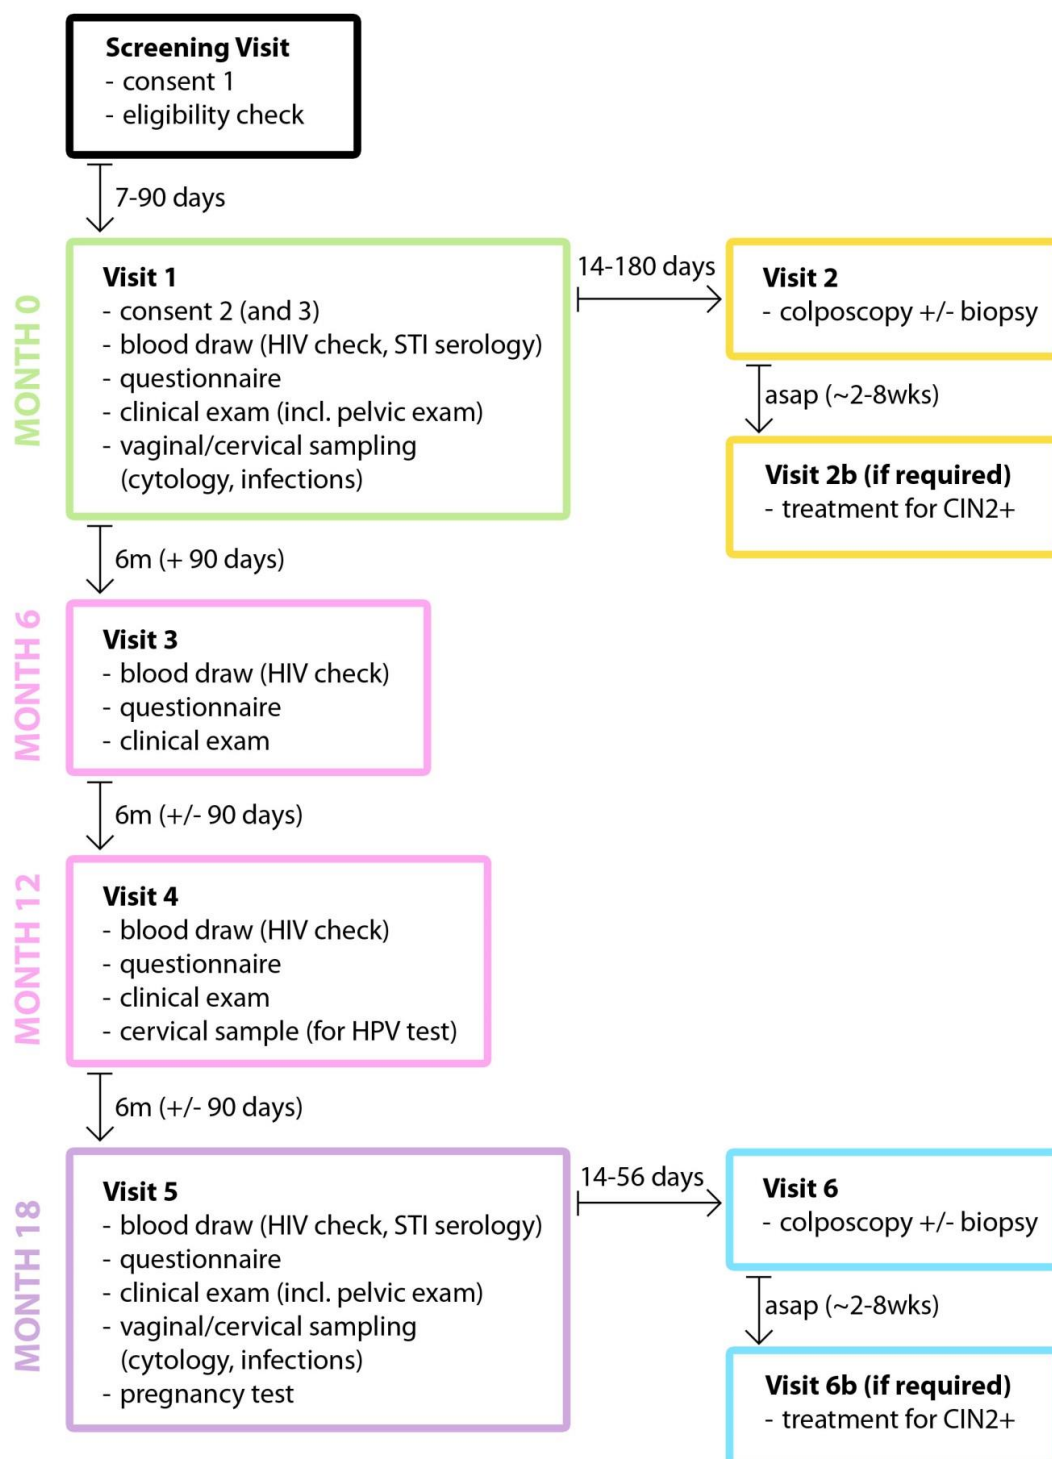 Screening Visit
- consent 1
- eligibility check
7-90 days
MONTH 0
Visit 1
- consent 2 (and 3)
- blood draw (HIV check, STI serology)
- questionnaire
- clinical exam (incl. pelvic exam)
- vaginal/cervical sampling
(cytology, infections)
14-180 days
Visit 2
- colposcopy +/- biopsy
asap (~2-8wks)
Visit 2b (if required)
- treatment for CIN2+
6m (+ 90 days)
MONTH 6
Visit 3
- blood draw (HIV check)
- questionnaire
- clinical exam
6m (+/- 90 days)
MONTH 12
Visit 4
- blood draw (HIV check)
- questionnaire
- clinical exam
- cervical sample (for HPV test)
6m (+/- 90 days)
MONTH 18
Visit 5
- blood draw (HIV check, STI serology)
- questionnaire
- clinical exam (incl. pelvic exam)
- vaginal/cervical sampling
(cytology, infections)
- pregnancy test
14-56 days
Visit 6
- colposcopy +/- biopsy
asap (~2-8wks)
Visit 6b (if required)
- treatment for CIN2+